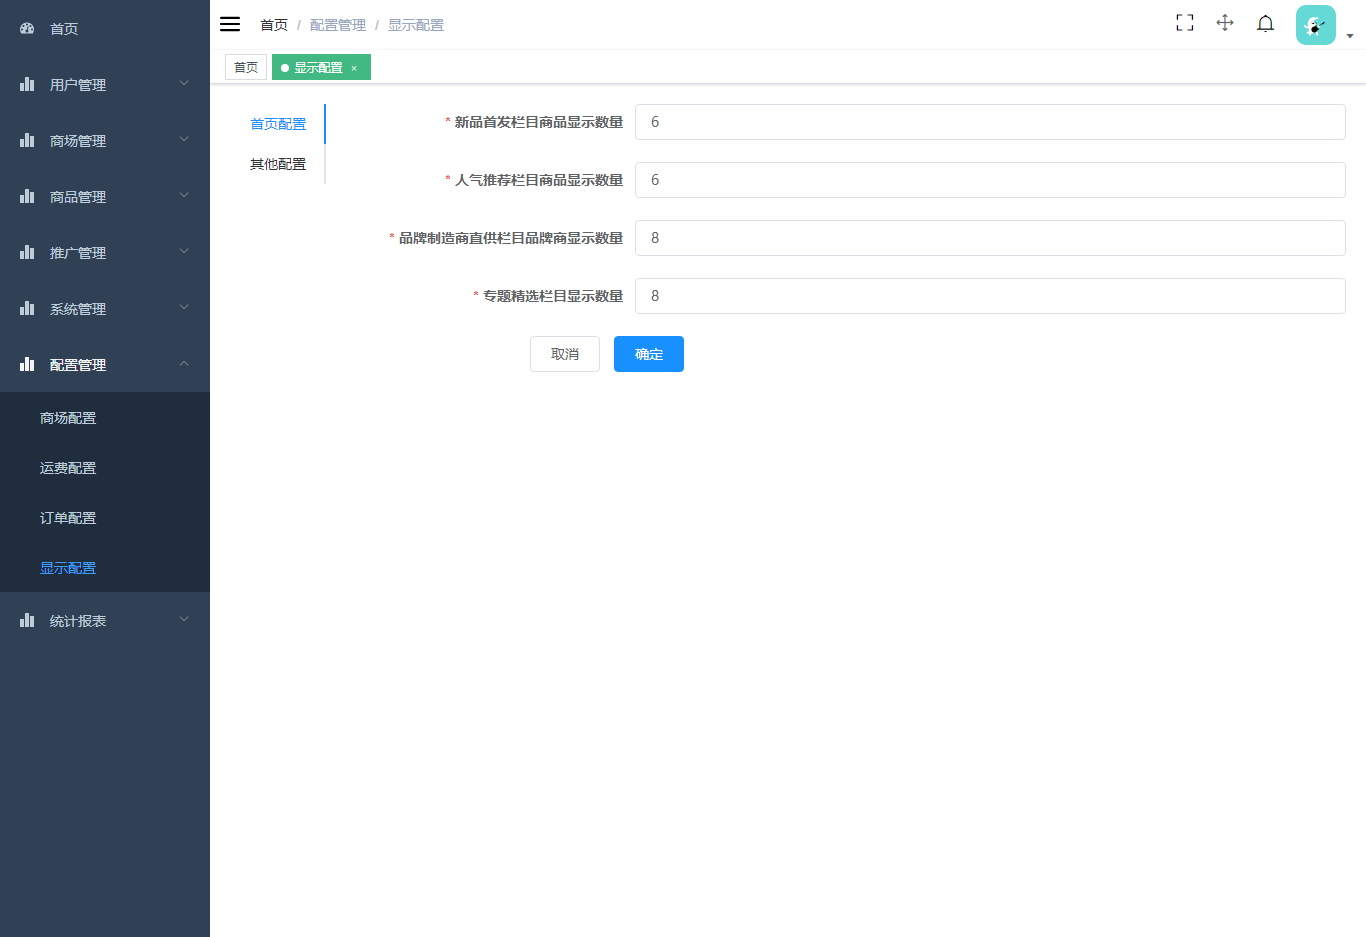 首页
用户管理
商场管理
商品管理
推广管理
系统管理
配置管理
商场配置
运费配置
订单配置
显示配置
统计报表
首页 / 配置管理 / 显示配置
首页
显示配置 ×
首页配置
其他配置
* 新品首发栏目商品显示数量 6
* 人气推荐栏目商品显示数量 6
* 品牌制造商直供栏目品牌商显示数量 8
* 专题精选栏目显示数量 8
取消 确定